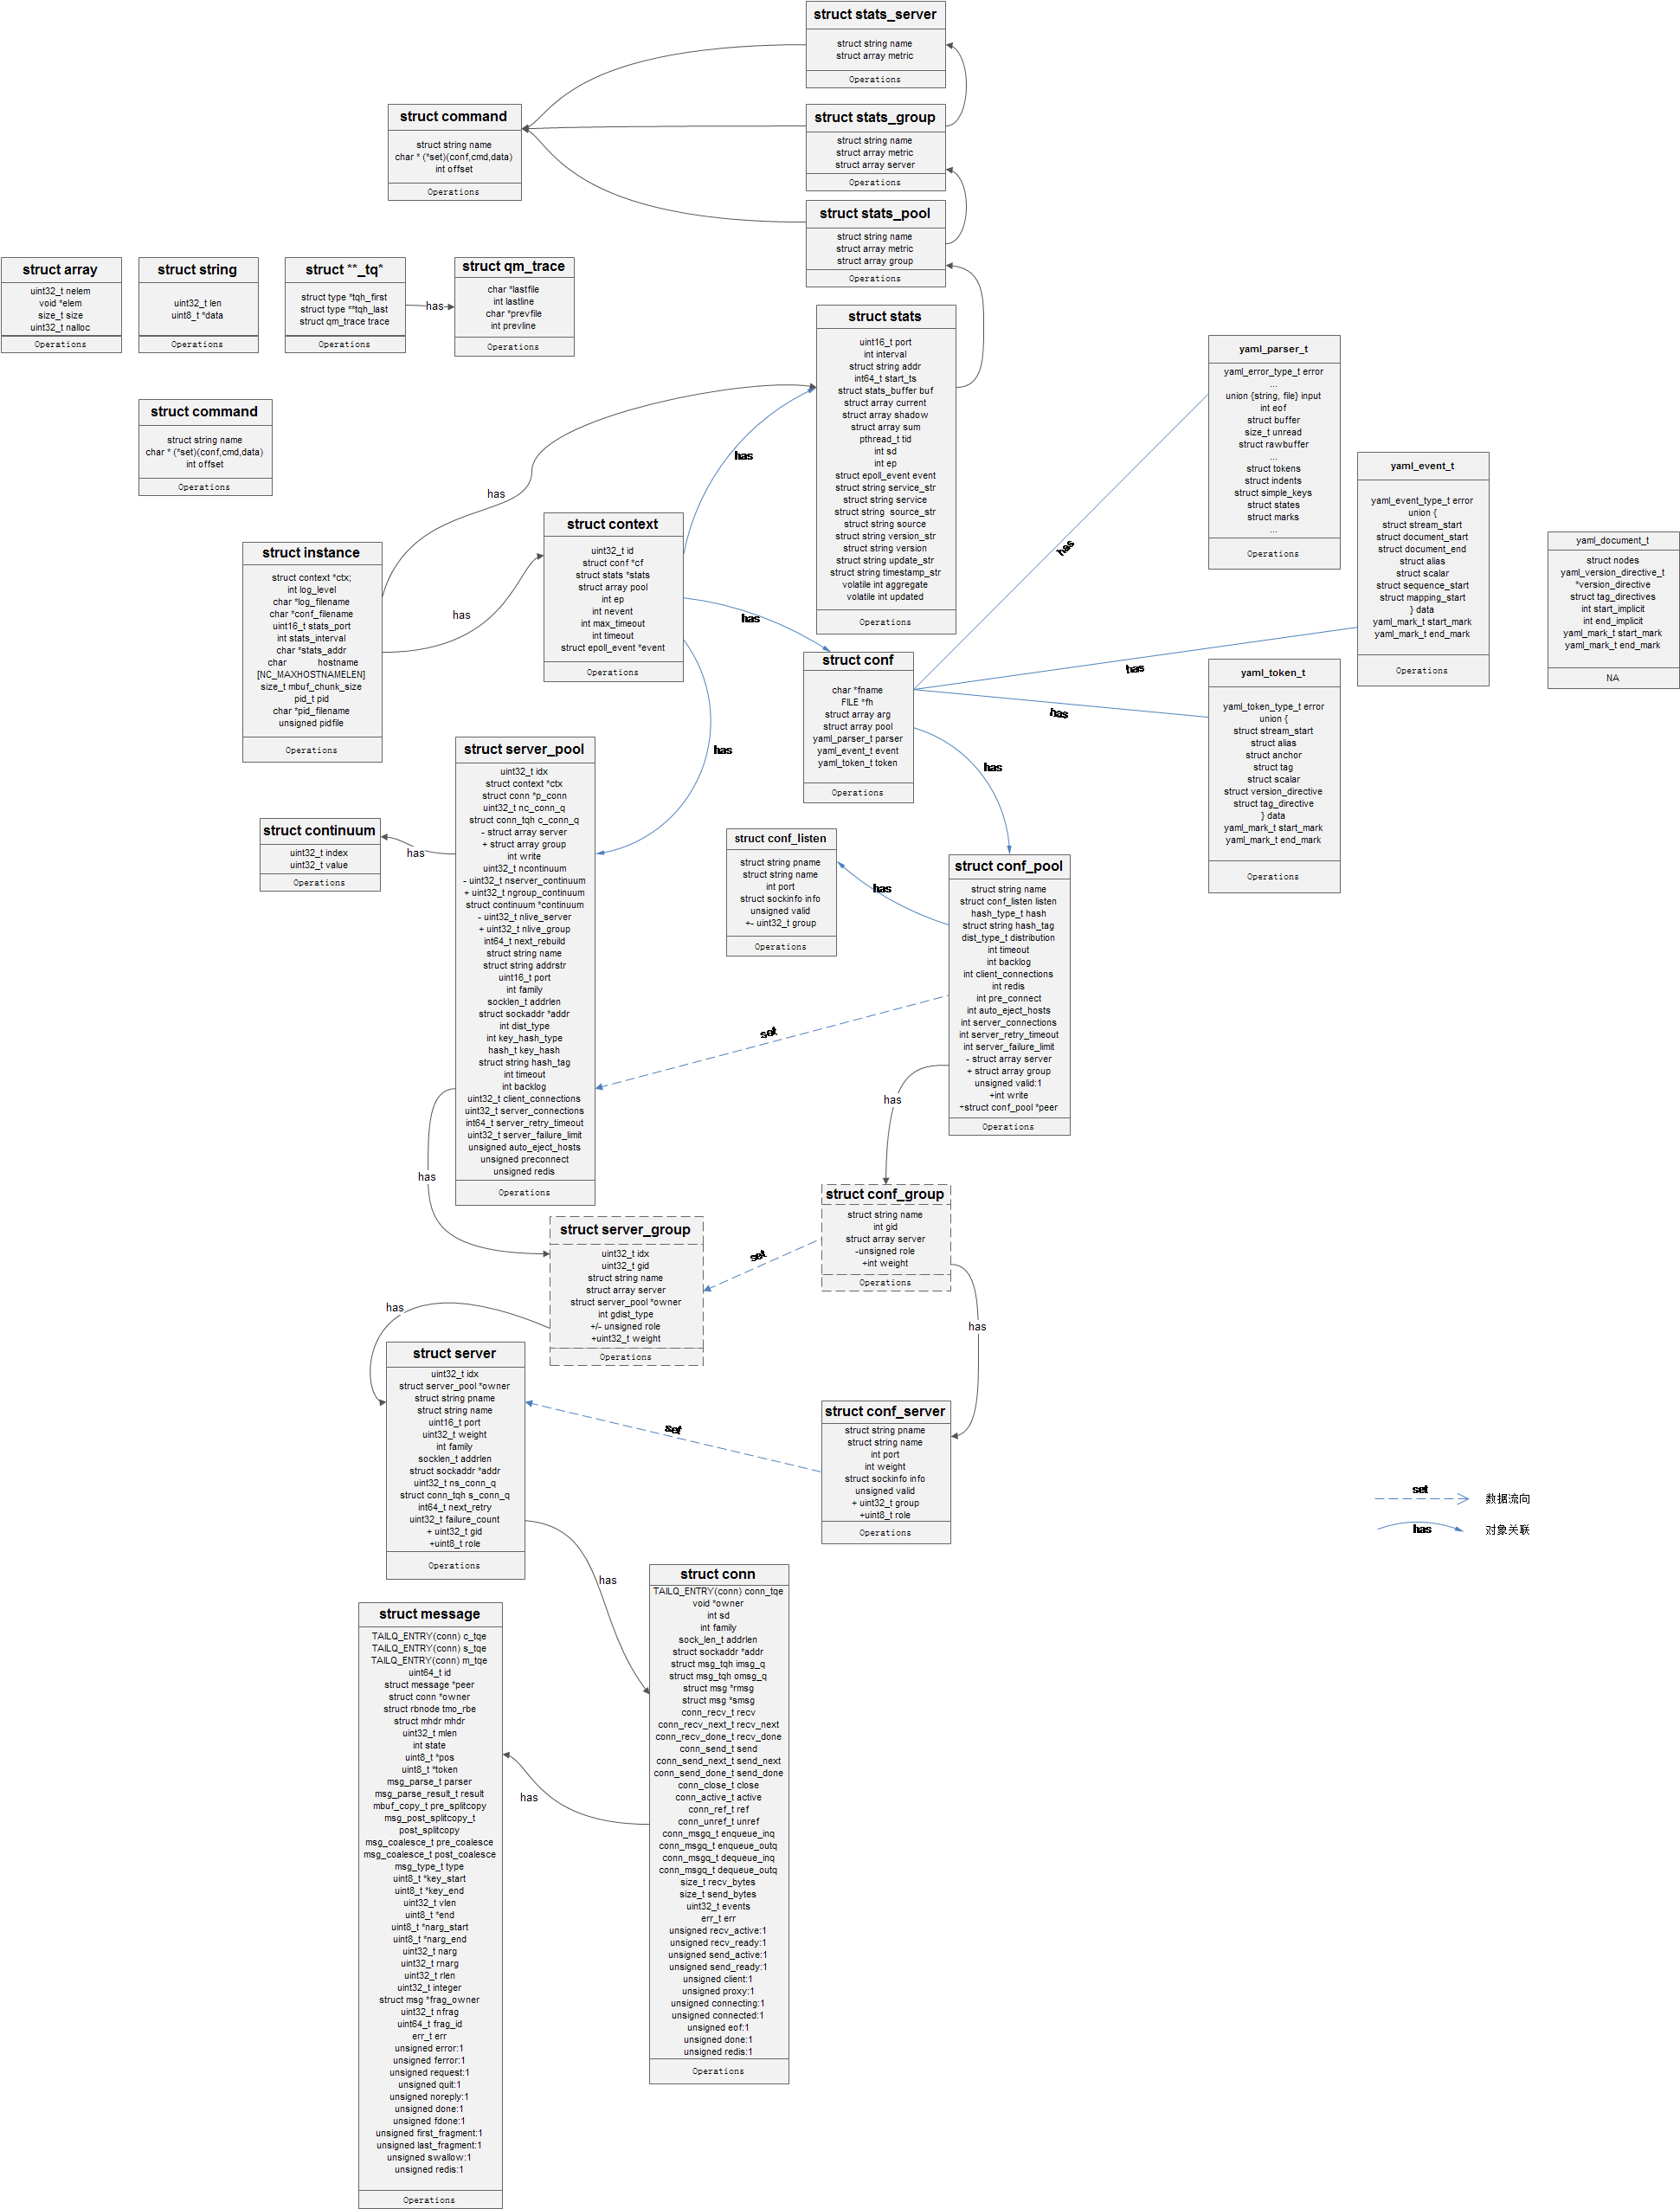 struct stats_server
struct string name
struct array metric
Operations
struct command
struct string name
char * (*set)(conf,cmd,data)
int offset
Operations
struct stats_group
struct string name
struct array metric
struct array server
Operations
struct stats_pool
struct string name
struct array metric
struct array group
Operations
struct array
uint32_t nelem
void *elem
size_t size
uint32_t nalloc
Operations
struct string
uint32_t len
uint8_t *data
Operations
struct **_tq*
struct type *tqh_first
struct type **tqh_last
struct qm_trace trace
Operations
has
struct qm_trace
char *lastfile
int lastline
char *prevfile
int prevline
Operations
struct command
struct string name
char * (*set)(conf,cmd,data)
int offset
Operations
struct stats
uint16_t port
int interval
struct string addr
int64_t start_ts
struct stats_buffer buf
struct array current
struct array shadow
struct array sum
pthread_t tid
int sd
int ep
struct epoll_event event
struct string service_str
struct string service
struct string  source_str
struct string source
struct string version_str
struct string version
struct string update_str
struct string timestamp_str
volatile int aggregate
volatile int updated
Operations
yaml_parser_t
yaml_error_type_t error
...
union {string, file} input
int eof
struct buffer
size_t unread
struct rawbuffer
...
struct tokens
struct indents
struct simple_keys
struct states
struct marks
...
Operations
yaml_event_t
yaml_event_type_t error
union {
struct stream_start
struct document_start
struct document_end
struct alias
struct scalar
struct sequence_start
struct mapping_start
} data
yaml_mark_t start_mark
yaml_mark_t end_mark
Operations
yaml_document_t
struct nodes
yaml_version_directive_t
*version_directive
struct tag_directives
int start_implicit
int end_implicit
yaml_mark_t start_mark
yaml_mark_t end_mark
NA
has
has
has
has
struct instance
struct context *ctx;
int log_level
char *log_filename
char *conf_filename
uint16_t stats_port
int stats_interval
char *stats_addr
char hostname
[NC_MAXHOSTNAMELEN]
size_t mbuf_chunk_size
pid_t pid
char *pid_filename
unsigned pidfile
Operations
struct context
uint32_t id
struct conf *cf
struct stats *stats
struct array pool
int ep
int nevent
int max_timeout
int timeout
struct epoll_event *event
Operations
has
has
struct conf
char *fname
FILE *fh
struct array arg
struct array pool
yaml_parser_t parser
yaml_event_t event
yaml_token_t token
Operations
has
has
has
yaml_token_t
yaml_token_type_t error
union {
struct stream_start
struct alias
struct anchor
struct tag
struct scalar
struct version_directive
struct tag_directive
} data
yaml_mark_t start_mark
yaml_mark_t end_mark
Operations
struct server_pool
uint32_t idx
struct context *ctx
struct conn *p_conn
uint32_t nc_conn_q
struct conn_tqh c_conn_q
- struct array server
+ struct array group
int write
uint32_t ncontinuum
- uint32_t nserver_continuum
+ uint32_t ngroup_continuum
struct continuum *continuum
- uint32_t nlive_server
+ uint32_t nlive_group
int64_t next_rebuild
struct string name
struct string addrstr
uint16_t port
int family
socklen_t addrlen
struct sockaddr *addr
int dist_type
int key_hash_type
hash_t key_hash
struct string hash_tag
int timeout
int backlog
uint32_t client_connections
uint32_t server_connections
int64_t server_retry_timeout
uint32_t server_failure_limit
unsigned auto_eject_hosts
unsigned preconnect
unsigned redis
Operations
struct continuum
uint32_t index
uint32_t value
Operations
has
struct conf_listen
struct string pname
struct string name
int port
struct sockinfo info
unsigned valid
+- uint32_t group
Operations
has
struct conf_pool
struct string name
struct conf_listen listen
hash_type_t hash
struct string hash_tag
dist_type_t distribution
int timeout
int backlog
int client_connections
int redis
int pre_connect
int auto_eject_hosts
int server_connections
int server_retry_timeout
int server_failure_limit
- struct array server
+ struct array group
unsigned valid:1
+int write
+struct conf_pool *peer
Operations
set
has
has
struct conf_group
struct string name
int gid
struct array server
-unsigned role
+int weight
Operations
struct server_group
uint32_t idx
uint32_t gid
struct string name
struct array server
struct server_pool *owner
int gdist_type
+/- unsigned role
+uint32_t weight
Operations
set
has
has
struct server
uint32_t idx
struct server_pool *owner
struct string pname
struct string name
uint16_t port
uint32_t weight
int family
socklen_t addrlen
struct sockaddr *addr
uint32_t ns_conn_q
struct conn_tqh s_conn_q
int64_t next_retry
uint32_t failure_count
+ uint32_t gid
+uint8_t role
Operations
set
struct conf_server
struct string pname
struct string name
int port
int weight
struct sockinfo info
unsigned valid
+ uint32_t group
+uint8_t role
Operations
set
数据流向
has
对象关联
has
struct conn
TAILQ_ENTRY(conn) conn_tqe
void *owner
int sd
int family
sock_len_t addrlen
struct sockaddr *addr
struct msg_tqh imsg_q
struct msg_tqh omsg_q
struct msg *rmsg
struct msg *smsg
conn_recv_t recv
conn_recv_next_t recv_next
conn_recv_done_t recv_done
conn_send_t send
conn_send_next_t send_next
conn_send_done_t send_done
conn_close_t close
conn_active_t active
conn_ref_t ref
conn_unref_t unref
conn_msgq_t enqueue_inq
conn_msgq_t enqueue_outq
conn_msgq_t dequeue_inq
conn_msgq_t dequeue_outq
size_t recv_bytes
size_t send_bytes
uint32_t events
err_t err
unsigned recv_active:1
unsigned recv_ready:1
unsigned send_active:1
unsigned send_ready:1
unsigned client:1
unsigned proxy:1
unsigned connecting:1
unsigned connected:1
unsigned eof:1
unsigned done:1
unsigned redis:1
Operations
has
struct message
TAILQ_ENTRY(conn) c_tqe
TAILQ_ENTRY(conn) s_tqe
TAILQ_ENTRY(conn) m_tqe
uint64_t id
struct message *peer
struct conn *owner
struct rbnode tmo_rbe
struct mhdr mhdr
uint32_t mlen
int state
uint8_t *pos
uint8_t *token
msg_parse_t parser
msg_parse_result_t result
mbuf_copy_t pre_splitcopy
msg_post_splitcopy_t
post_splitcopy
msg_coalesce_t pre_coalesce
msg_coalesce_t post_coalesce
msg_type_t type
uint8_t *key_start
uint8_t *key_end
uint32_t vlen
uint8_t *end
uint8_t *narg_start
uint8_t *narg_end
uint32_t narg
uint32_t rnarg
uint32_t rlen
uint32_t integer
struct msg *frag_owner
uint32_t nfrag
uint64_t frag_id
err_t err
unsigned error:1
unsigned ferror:1
unsigned request:1
unsigned quit:1
unsigned noreply:1
unsigned done:1
unsigned fdone:1
unsigned first_fragment:1
unsigned last_fragment:1
unsigned swallow:1
unsigned redis:1
Operations